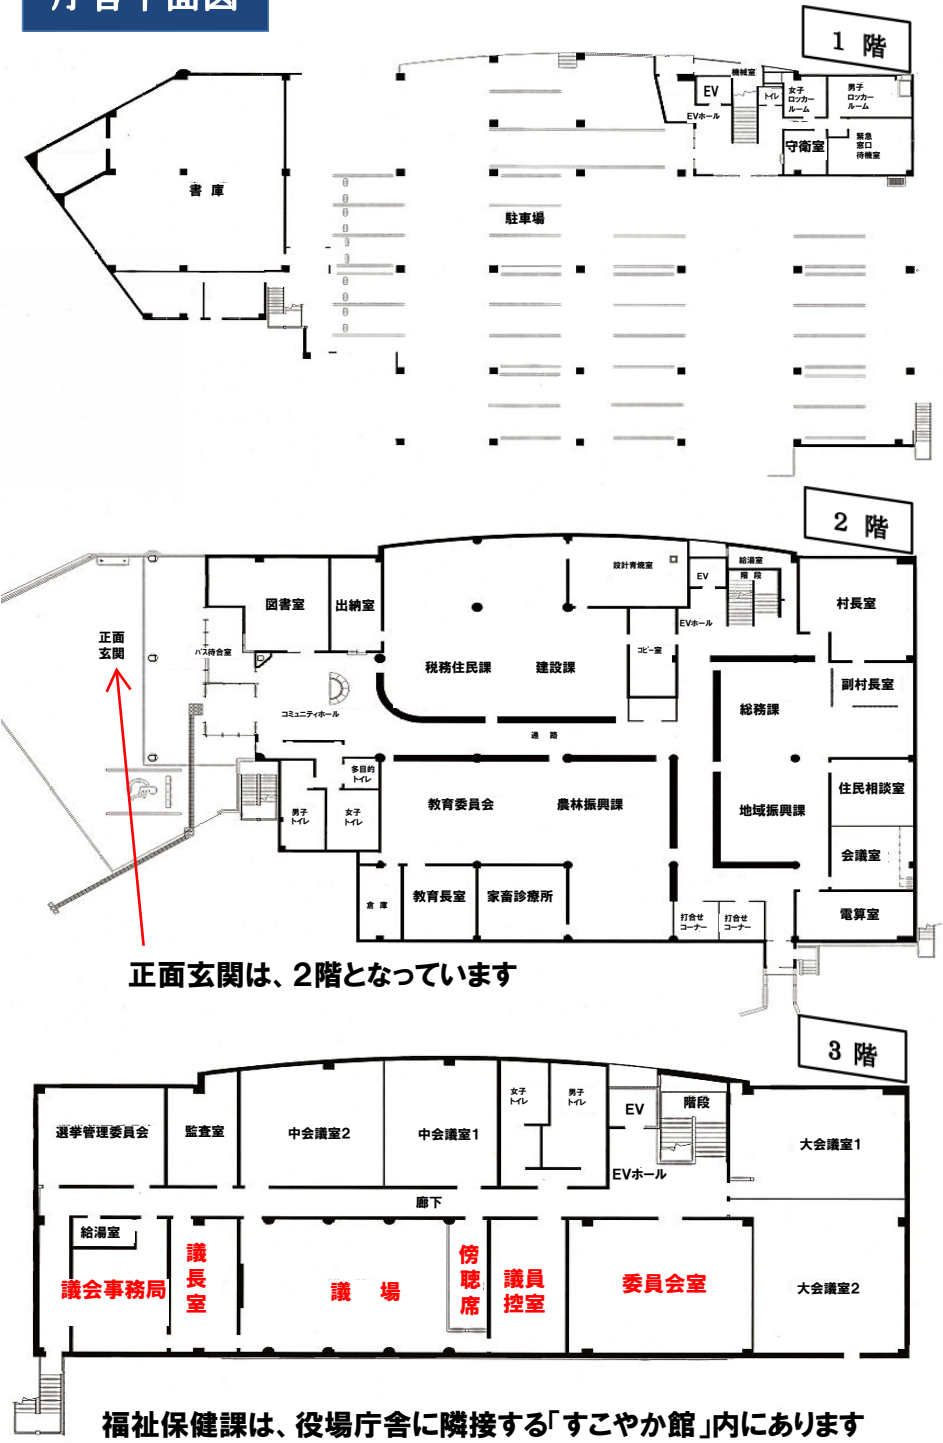 庁舎平面図
1 階
機械室
EV
トイレ
女子
ロッカー
ルーム
男子
ロッカー
ルーム
EVホール
守衛室
緊急
窓口
待機室
書 庫
駐車場
2 階
設計青焼室
給湯室
EV
階 段
図書室
出納室
村長室
EVホール
正面
玄関
バス待合室
コピー室
税務住民課
建設課
副村長室
総務課
コミュニティホール
通 路
多目的
トイレ
住民相談室
教育委員会
農林振興課
地域振興課
男子
トイレ
女子
トイレ
会議室
教育長室
家畜診療所
倉 庫
打合せ
コーナー
打合せ
コーナー
電算室
正面玄関は、2階となっています
3 階
女子
トイレ
男子
トイレ
EV
階段
選挙管理委員会
監査室
中会議室2
中会議室1
大会議室1
EVホール
廊下
給湯室
議会事務局
議長室
議 場
傍聴席
議員
控室
委員会室
大会議室2
福祉保健課は、役場庁舎に隣接する「すこやか館」内にあります